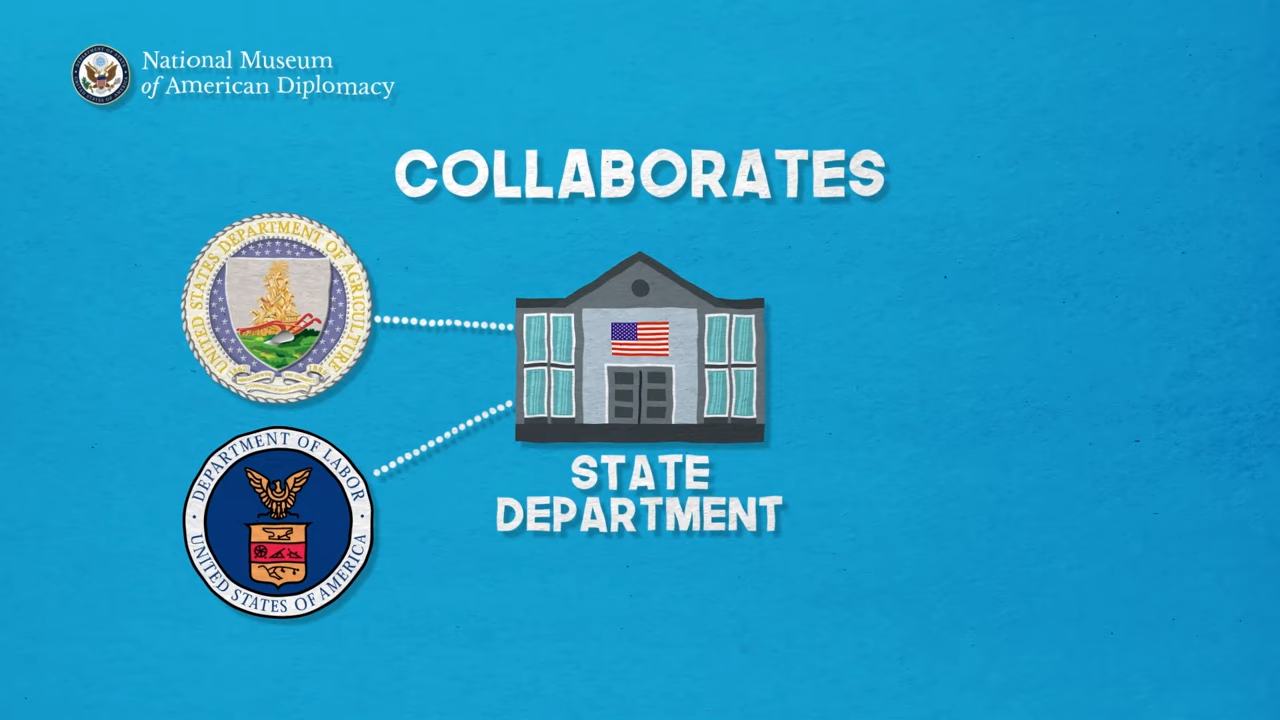 National Museum
of American Diplomacy
COLLABORATES
UNITED STATES DEPARTMENT OF AGRICULTURE
DEPARTMENT OF LABOR
UNITED STATES OF AMERICA
STATE
DEPARTMENT